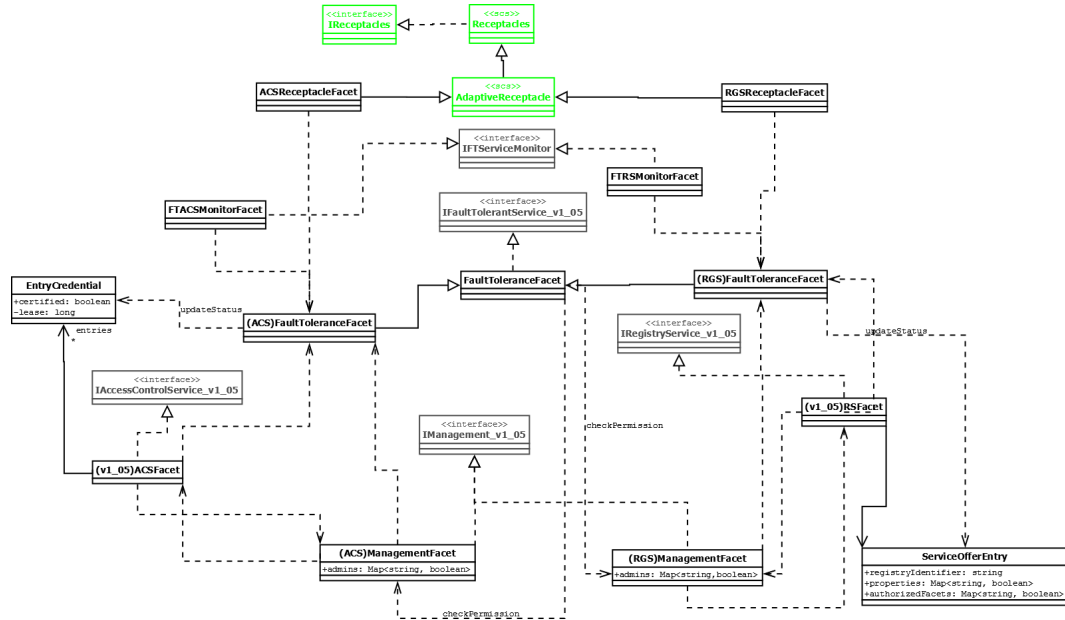 <<interface>>
IReceptacles
<<scs>>
Receptacles
ACSReceptacleFacet
<<scs>>
AdaptiveReceptacle
RGSReceptacleFacet
<<interface>>
IFTServiceMonitor
FTRSMonitorFacet
FTACSMonitorFacet
<<interface>>
IFaultTolerantService_v1_05
EntryCredential
+certified: boolean
-lease: long
FaultToleranceFacet
(RGS)FaultToleranceFacet
updateStatus
(ACS)FaultToleranceFacet
entries
*
<<interface>>
IRegistryService_v1_05
updateStatus
<<interface>>
IAccessControlService_v1_05
(v1_05)RSFacet
<<interface>>
IManagement_v1_05
checkPermission
(v1_05)ACSFacet
(ACS)ManagementFacet
+admins: Map<string, boolean>
(RGS)ManagementFacet
+admins: Map<string,boolean>
ServiceOfferEntry
+registryIdentifier: string
+properties: Map<string, boolean>
+authorizedFacets: Map(string, boolean>
checkPermission